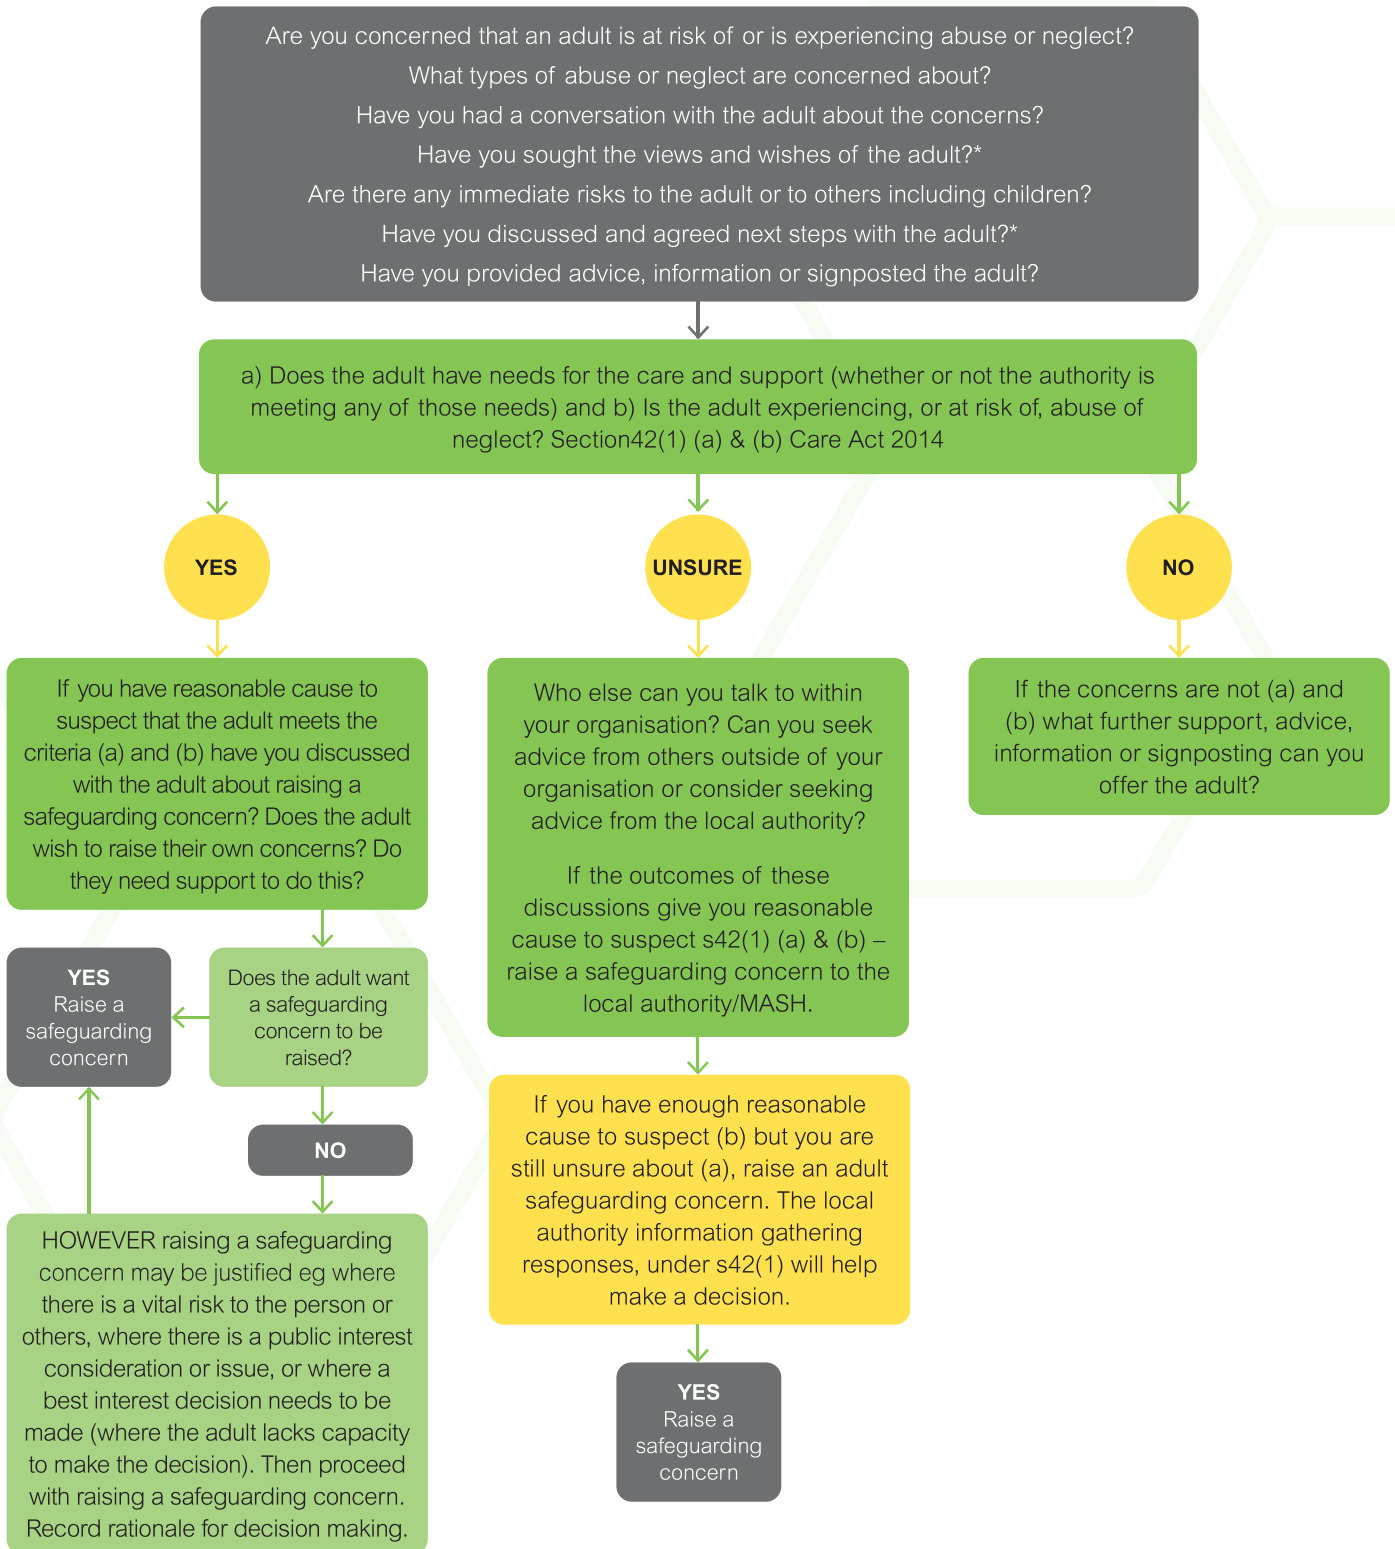 Are you concerned that an adult is at risk of or is experiencing abuse or neglect?
What types of abuse or neglect are concerned about?
Have you had a conversation with the adult about the concerns?
Have you sought the views and wishes of the adult?*
Are there any immediate risks to the adult or to others including children?
Have you discussed and agreed next steps with the adult?*
Have you provided advice, information or signposted the adult?
a) Does the adult have needs for the care and support (whether or not the authority is
meeting any of those needs) and b) Is the adult experiencing, or at risk of, abuse of
neglect? Section42(1) (a) & (b) Care Act 2014
YES
UNSURE
NO
If you have reasonable cause to
suspect that the adult meets the
criteria (a) and (b) have you discussed
with the adult about raising a
safeguarding concern? Does the adult
wish to raise their own concerns? Do
they need support to do this?
Who else can you talk to within
your organisation? Can you seek
advice from others outside of your
organisation or consider seeking
advice from the local authority?
If the outcomes of these
discussions give you reasonable
cause to suspect s42(1) (a) & (b) –
raise a safeguarding concern to the
local authority/MASH.
If the concerns are not (a) and
(b) what further support, advice,
information or signposting can you
offer the adult?
YES
Raise a
safeguarding
concern
Does the adult want
a safeguarding
concern to be
raised?
NO
HOWEVER raising a safeguarding
concern may be justified eg where
there is a vital risk to the person or
others, where there is a public interest
consideration or issue, or where a
best interest decision needs to be
made (where the adult lacks capacity
to make the decision). Then proceed
with raising a safeguarding concern.
Record rationale for decision making.
If you have enough reasonable
cause to suspect (b) but you are
still unsure about (a), raise an adult
safeguarding concern. The local
authority information gathering
responses, under s42(1) will help
make a decision.
YES
Raise a
safeguarding
concern